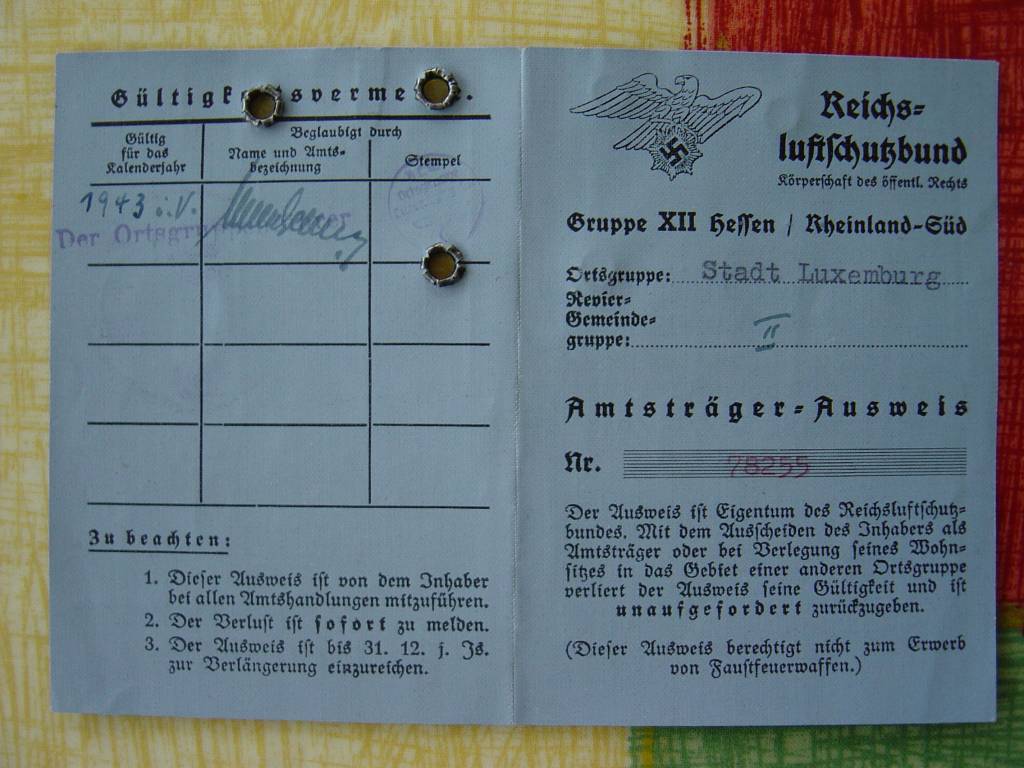 Gültigk svermerke.
Gültig
für das
Kalenderjahr
Beglaubigt durch
Name und Amts-
bezeichnung
Stempel
1943 i.V.
Der Ortsgru
Zu beachten:
1. Dieser Ausweis ist von dem Inhaber
bei allen Amtshandlungen mitzuführen.
2. Der Verlust ist sofort zu melden.
3. Der Ausweis ist bis 31. 12. j. Js.
zur Verlängerung einzureichen.
Reichs-
luftschutzbund
Körperschaft des öffentl. Rechts
Gruppe XII Hessen / Rheinland-Süd
Ortsgruppe: Stadt Luxemburg
Revier-
Gemeinde-
gruppe: II
Amtsträger-Ausweis
Nr. 78255
Der Ausweis ist Eigentum des Reichsluftschutz-
bundes. Mit dem Ausscheiden des Inhabers als
Amtsträger oder bei Verlegung seines Wohn-
sitzes in das Gebiet einer anderen Ortsgruppe
verliert der Ausweis seine Gültigkeit und ist
unaufgefordert zurückzugeben.
(Dieser Ausweis berechtigt nicht zum Erwerb
von Faustfeuerwaffen.)